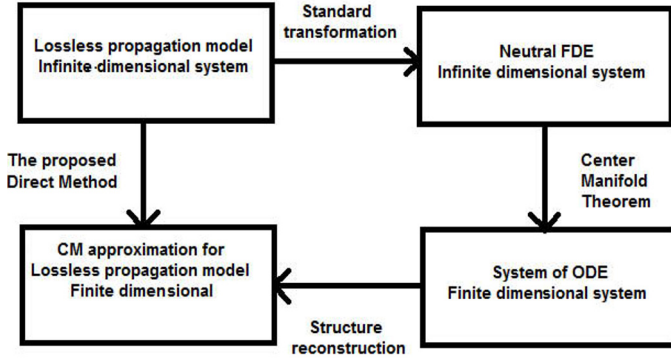 Standard
transformation
Lossless propagation model
Infinite-dimensional system
Neutral FDE
Infinite dimensional system
The proposed
Direct Method
Center
Manifold
Theorem
CM approximation for
Lossless propagation model
Finite dimensional
System of ODE
Finite dimensional system
Structure
reconstruction